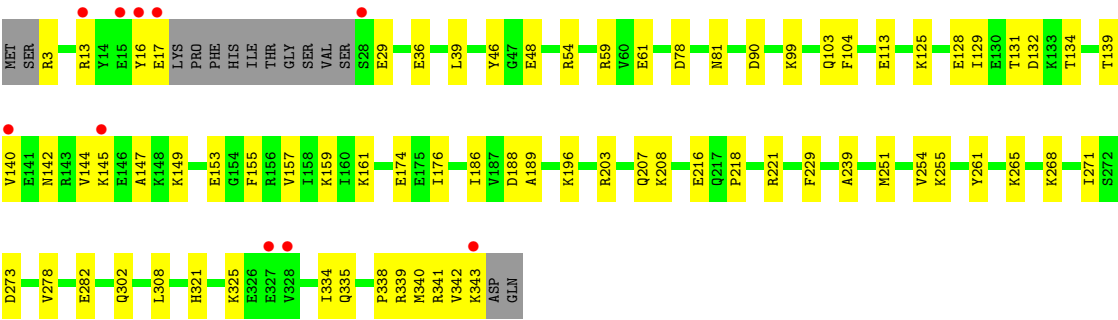 MET SER R3 R13 Y14 E15 Y16 E17 LYS PRO PHE HIS ILE THR GLY SER VAL SER S28 E29 E36 L39 Y46 G47 E48 R54 R59 V60 E61 D78 N81 D90 K99 Q103 F104 E113 K125 E128 I129 E130 T131 D132 K133 T134 T139
V140 E141 N142 R143 V144 K145 E146 A147 K148 K149 E153 G154 F155 R156 V157 I158 K159 I160 K161 E174 E175 I176 I186 V187 D188 A189 K196 R203 Q207 K208 E216 Q217 P218 R221 F229 A239 M251 V254 K255 Y261 K265 K268 I271 S272
D273 V278 E282 Q302 L308 H321 K325 E326 E327 V328 I334 Q335 P338 R339 M340 R341 V342 K343 ASP GLN